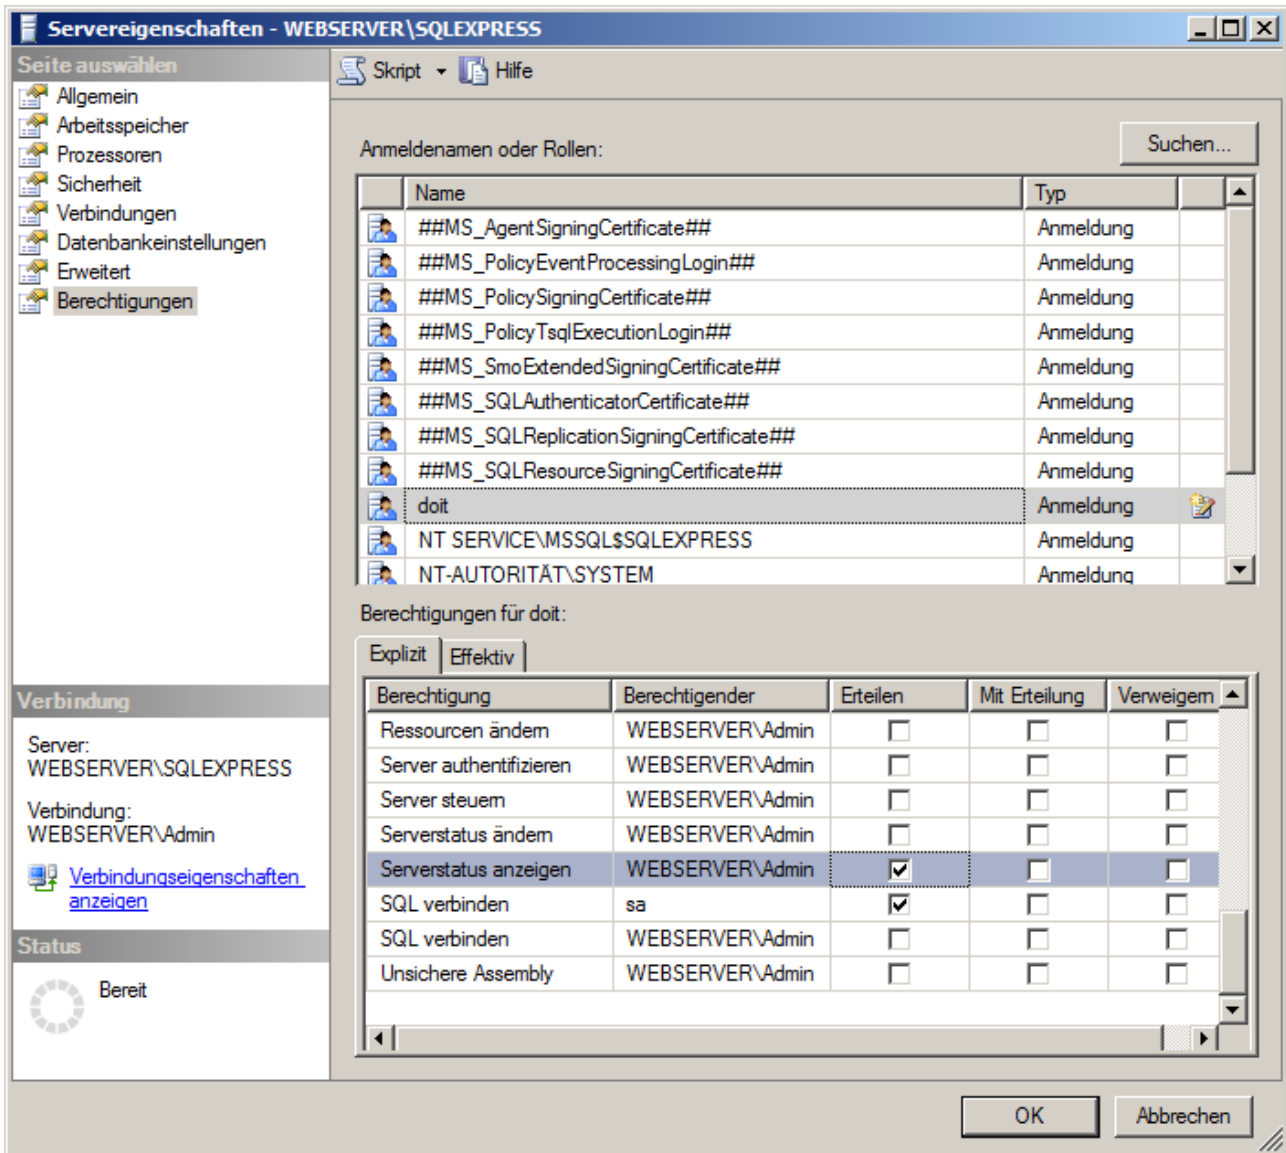 Servereigenschaften - WEBSERVER\SQLEXPRESS
Seite auswählen
Allgemein
Arbeitsspeicher
Prozessoren
Sicherheit
Verbindungen
Datenbankeinstellungen
Erweitert
Berechtigungen
Skript Hilfe
Anmeldenamen oder Rollen: Suchen...
Name Typ
##MS_AgentSigningCertificate## Anmeldung
##MS_PolicyEventProcessingLogin## Anmeldung
##MS_PolicySigningCertificate## Anmeldung
##MS_PolicyTsqlExecutionLogin## Anmeldung
##MS_SmoExtendedSigningCertificate## Anmeldung
##MS_SQLAuthenticatorCertificate## Anmeldung
##MS_SQLReplicationSigningCertificate## Anmeldung
##MS_SQLResourceSigningCertificate## Anmeldung
doit Anmeldung
NT SERVICE\MSSQL$SQLEXPRESS Anmeldung
NT-AUTORITÄT\SYSTEM Anmeldung
Berechtigungen für doit:
Explizit Effektiv
Berechtigung Berechtigender Erteilen Mit Erteilung Verweigern
Ressourcen ändern WEBSERVER\Admin
Server authentifizieren WEBSERVER\Admin
Server steuern WEBSERVER\Admin
Serverstatus ändern WEBSERVER\Admin
Serverstatus anzeigen WEBSERVER\Admin
SQL verbinden sa
SQL verbinden WEBSERVER\Admin
Unsichere Assembly WEBSERVER\Admin
Verbindung
Server:
WEBSERVER\SQLEXPRESS
Verbindung:
WEBSERVER\Admin
Verbindungseigenschaften
anzeigen
Status
Bereit
OK Abbrechen